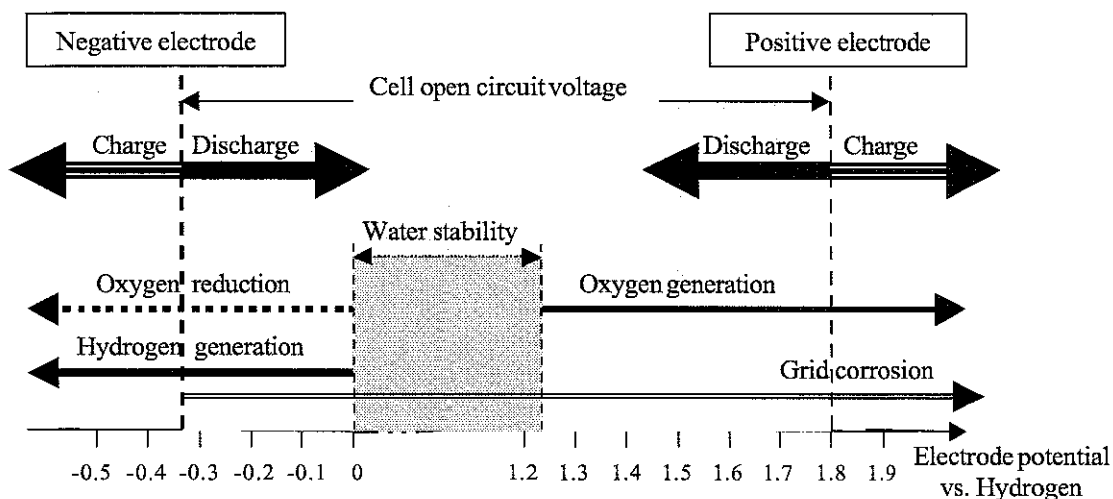 Negative electrode
Positive electrode
Cell open circuit voltage
Charge Discharge
Discharge Charge
Water stability
Oxygen reduction
Oxygen generation
Hydrogen generation
Grid corrosion
-0.5 -0.4 -0.3 -0.2 -0.1 0 1.2 1.3 1.4 1.5 1.6 1.7 1.8 1.9
Electrode potential
vs. Hydrogen